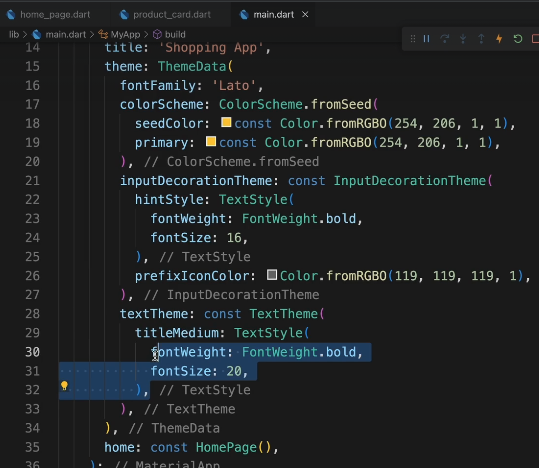 home_page.dart product_card.dart main.dart ×
lib > main.dart > MyApp > build
14 title: 'Shopping App',
15 theme: ThemeData(
16 fontFamily: 'Lato',
17 colorScheme: ColorScheme.fromSeed(
18 seedColor: const Color.fromRGBO(254, 206, 1, 1),
19 primary: const Color.fromRGBO(254, 206, 1, 1),
20 ), // ColorScheme.fromSeed
21 inputDecorationTheme: const InputDecorationTheme(
22 hintStyle: TextStyle(
23 fontWeight: FontWeight.bold,
24 fontSize: 16,
25 ), // TextStyle
26 prefixIconColor: Color.fromRGBO(119, 119, 119, 1),
27 ), // InputDecorationTheme
28 textTheme: const TextTheme(
29 titleMedium: TextStyle(
30 fontWeight: FontWeight.bold,
31 fontSize: 20,
32 ), // TextStyle
33 ), // TextTheme
34 ), // ThemeData
35 home: const HomePage(),
36 ); // MaterialApp